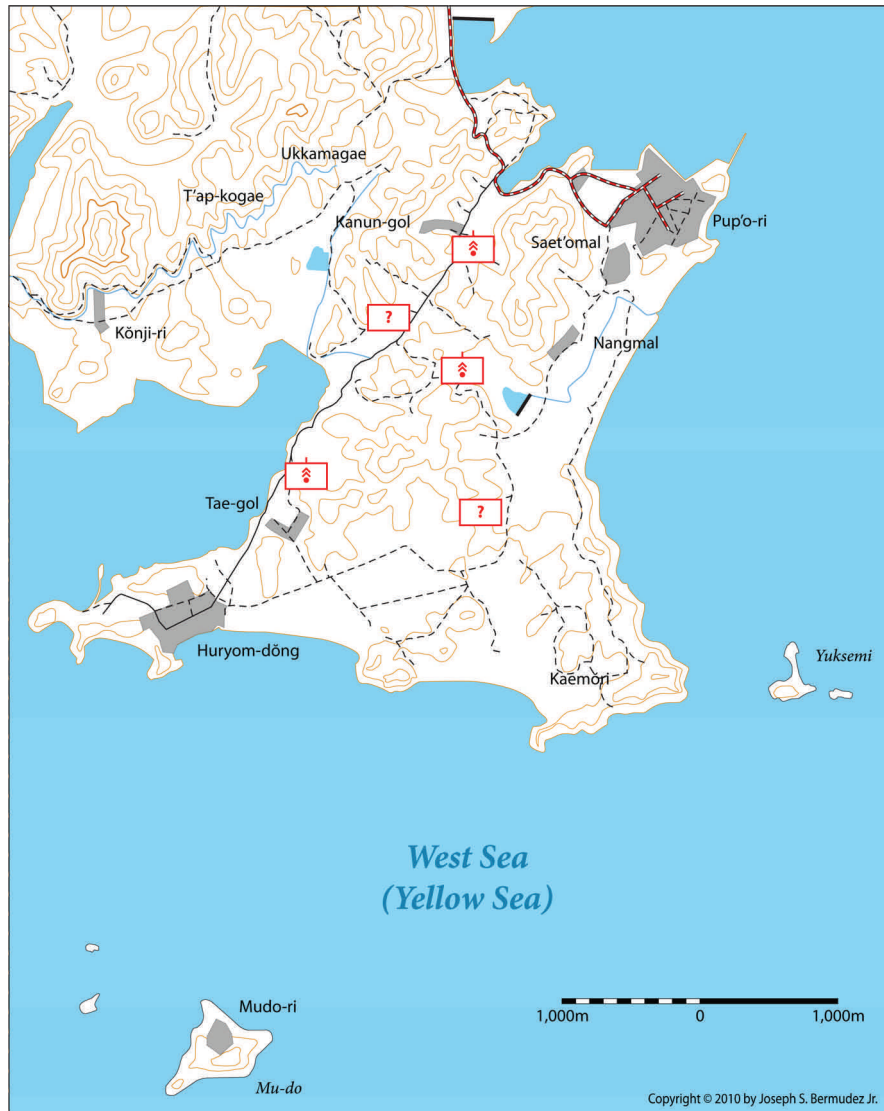 Ukkamagae
T'ap-kogae
Kanun-gol
Saet'omal
Pup'o-ri
?
Kŏnji-ri
Nangmal
Tae-gol
?
Huryom-dŏng
Kaemŏri
Yuksemi
West Sea
(Yellow Sea)
Mudo-ri
1,000m 0 1,000m
Mu-do
Copyright © 2010 by Joseph S. Bermudez Jr.